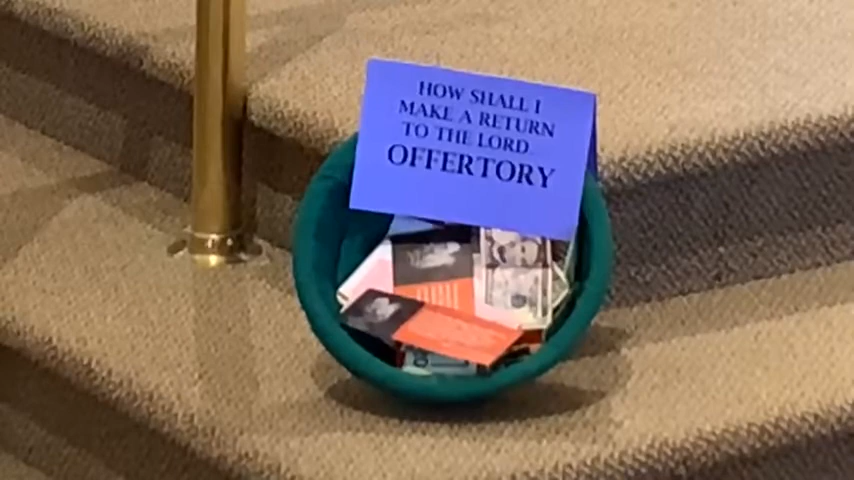 HOW SHALL I
MAKE A RETURN
TO THE LORD
OFFERTORY